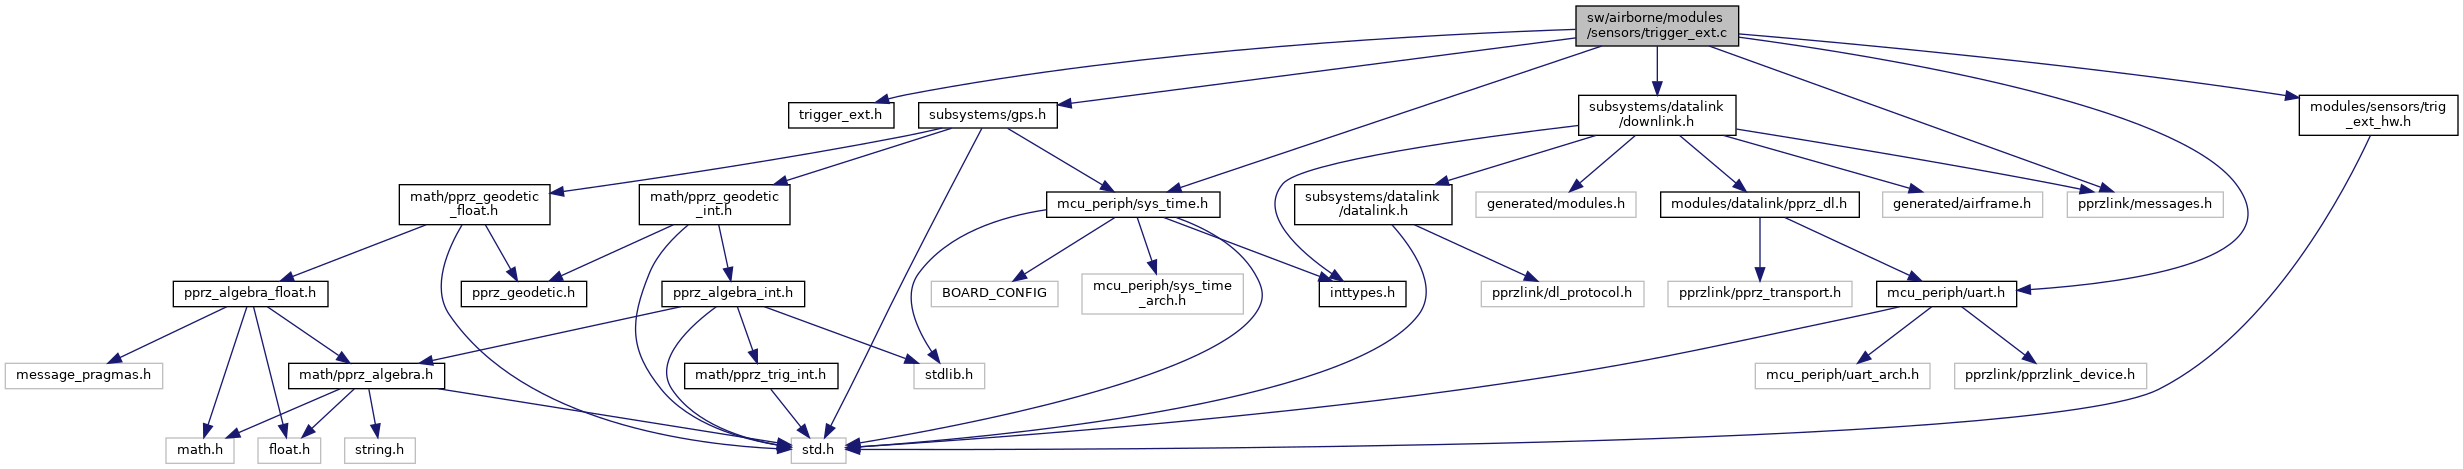 sw/airborne/modules
/sensors/trigger_ext.c
trigger_ext.h
subsystems/gps.h
subsystems/datalink
/downlink.h
modules/sensors/trig
_ext_hw.h
math/pprz_geodetic
_float.h
math/pprz_geodetic
_int.h
mcu_periph/sys_time.h
subsystems/datalink
/datalink.h
generated/modules.h
modules/datalink/pprz_dl.h
generated/airframe.h
pprzlink/messages.h
pprz_algebra_float.h
pprz_geodetic.h
pprz_algebra_int.h
BOARD_CONFIG
mcu_periph/sys_time
_arch.h
inttypes.h
pprzlink/dl_protocol.h
pprzlink/pprz_transport.h
mcu_periph/uart.h
message_pragmas.h
math/pprz_algebra.h
math/pprz_trig_int.h
stdlib.h
mcu_periph/uart_arch.h
pprzlink/pprzlink_device.h
math.h
float.h
string.h
std.h